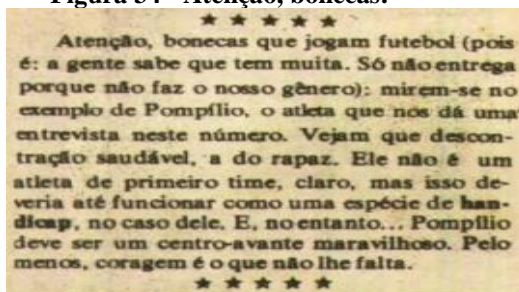 Figura 34 - Atenção, bonecas.
★ ★ ★ ★ ★
Atenção, bonecas que jogam futebol (pois
é: a gente sabe que tem muita. Só não entrega
porque não faz o nosso gênero): mirem-se no
exemplo de Pompílio, o atleta que nos dá uma
entrevista neste número. Vejam que descon-
tração saudável, a do rapaz. Ele não é um
atleta de primeiro time, claro, mas isso de-
veria até funcionar como uma espécie de han-
dicap, no caso dele. E, no entanto... Pompílio
deve ser um centro-avante maravilhoso. Pelo
menos, coragem é o que não lhe falta.
★ ★ ★ ★ ★